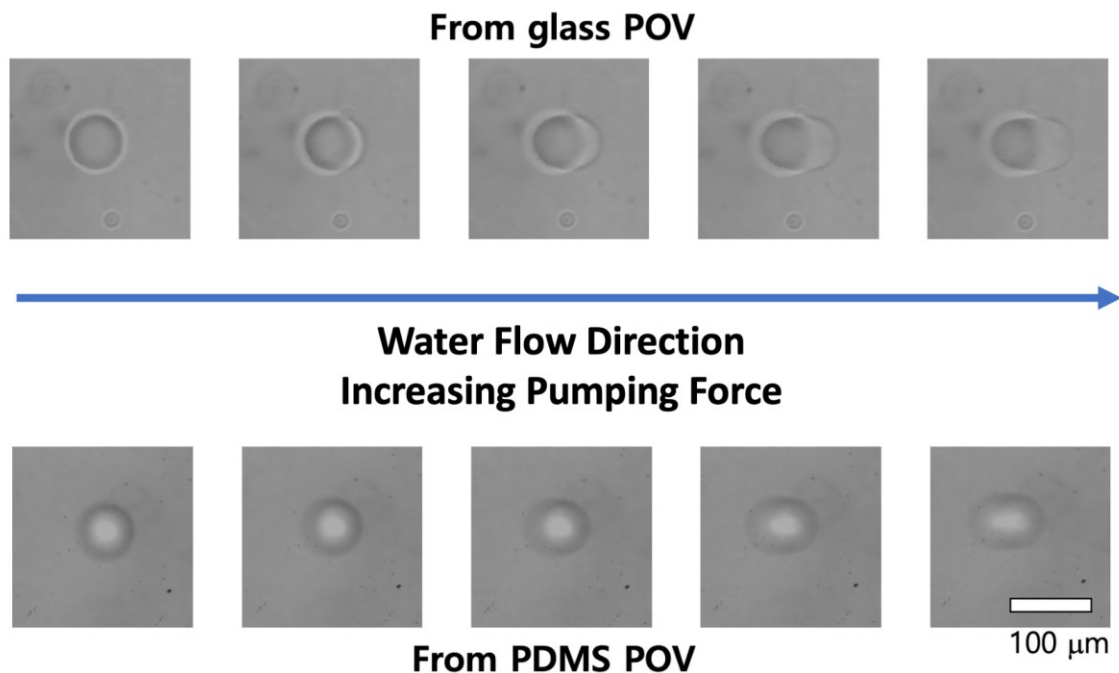 From glass POV
Water Flow Direction
Increasing Pumping Force
100 μm
From PDMS POV